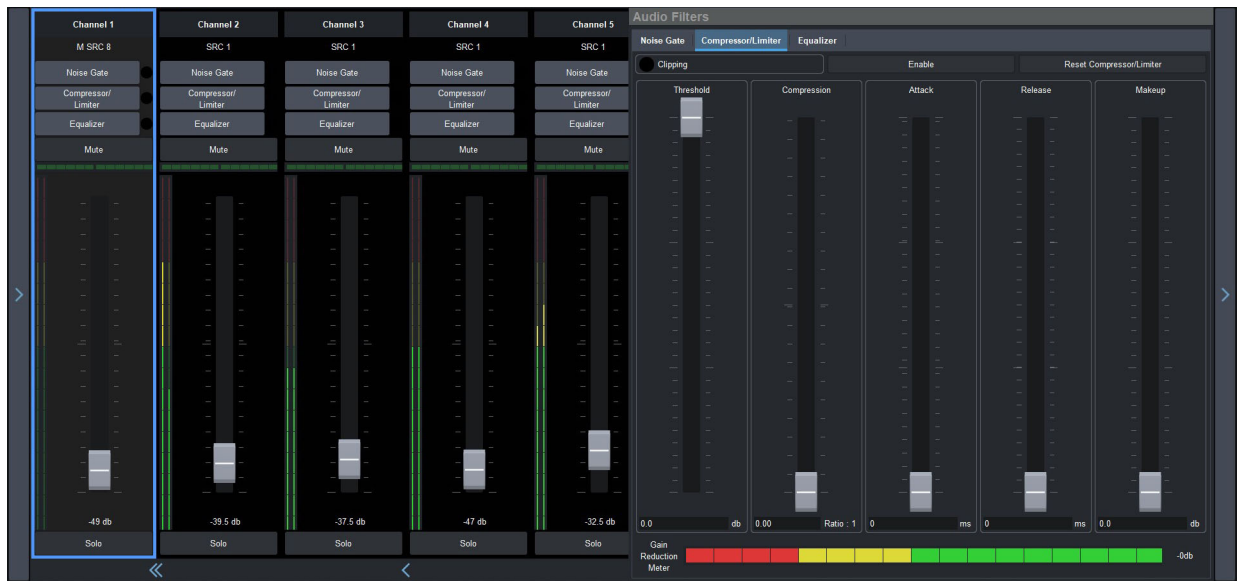 Channel 1
Channel 2
Channel 3
Channel 4
Channel 5
M SRC 8
SRC 1
SRC 1
SRC 1
SRC 1
Noise Gate
Noise Gate
Noise Gate
Noise Gate
Noise Gate
Compressor/
Limiter
Compressor/
Limiter
Compressor/
Limiter
Compressor/
Limiter
Compressor/
Limiter
Equalizer
Equalizer
Equalizer
Equalizer
Equalizer
Mute
Mute
Mute
Mute
Mute
-49 db
-39.5 db
-37.5 db
-47 db
-32.5 db
Solo
Solo
Solo
Solo
Solo
Audio Filters
Noise Gate
Compressor/Limiter
Equalizer
Clipping
Enable
Reset Compressor/Limiter
Threshold
Compression
Attack
Release
Makeup
0.0 db
0.00 Ratio : 1
0 ms
0 ms
0.0 db
Gain
Reduction
Meter
-0db